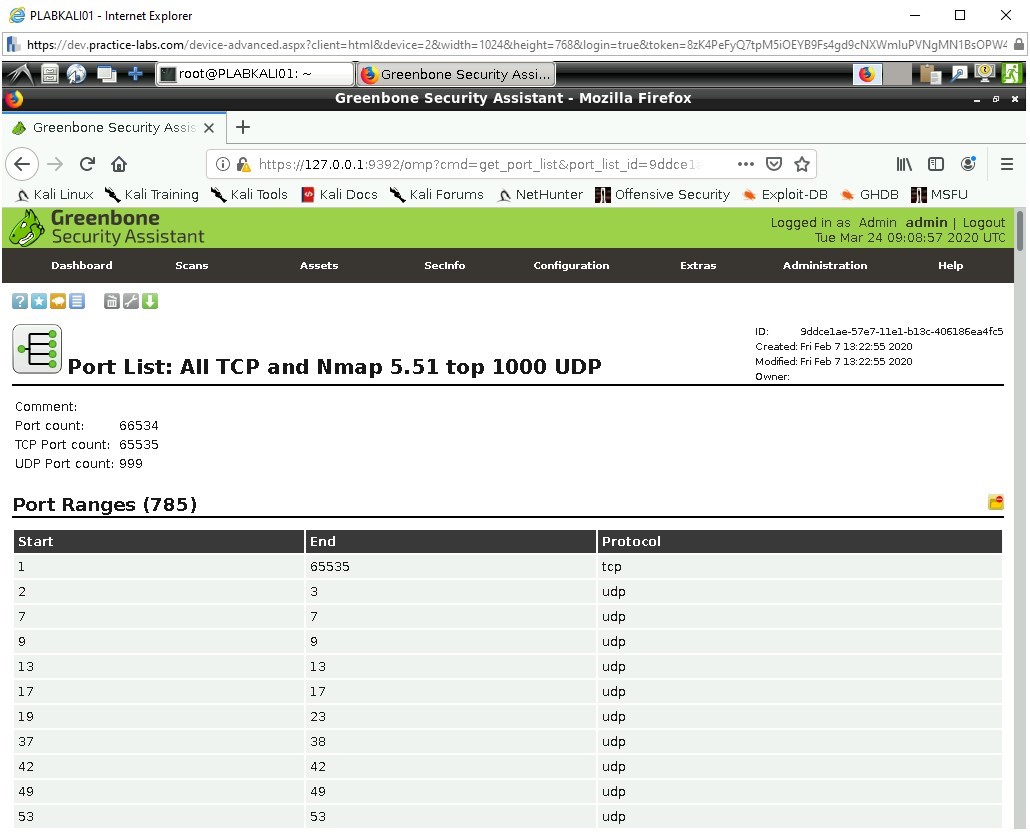 PLABKALI01 - Internet Explorer
https://dev.practice-labs.com/device-advanced.aspx?client=html&device=2&width=1024&height=768&login=true&token=8zK4PeFyQ7tpM5iOEYB9Fs4gd9cNXWmIuPVNgMN1BsOPW4
root@PLABKALI01: ~ Greenbone Security Assi...
Greenbone Security Assistant - Mozilla Firefox
Greenbone Security Assis
https://127.0.0.1:9392/omp?cmd=get_port_list&port_list_id=9ddce1a
Kali Linux Kali Training Kali Tools Kali Docs Kali Forums NetHunter Offensive Security Exploit-DB GHDB MSFU
Greenbone
Security Assistant
Logged in as Admin admin | Logout
Tue Mar 24 09:08:57 2020 UTC
Dashboard Scans Assets SecInfo Configuration Extras Administration Help
Port List: All TCP and Nmap 5.51 top 1000 UDP
ID: 9ddce1ae-57e7-11e1-b13c-406186ea4fc5
Created: Fri Feb 7 13:22:55 2020
Modified: Fri Feb 7 13:22:55 2020
Owner:
Comment:
Port count: 66534
TCP Port count: 65535
UDP Port count: 999
Port Ranges (785)
Start End Protocol
1 65535 tcp
2 3 udp
7 7 udp
9 9 udp
13 13 udp
17 17 udp
19 23 udp
37 38 udp
42 42 udp
49 49 udp
53 53 udp